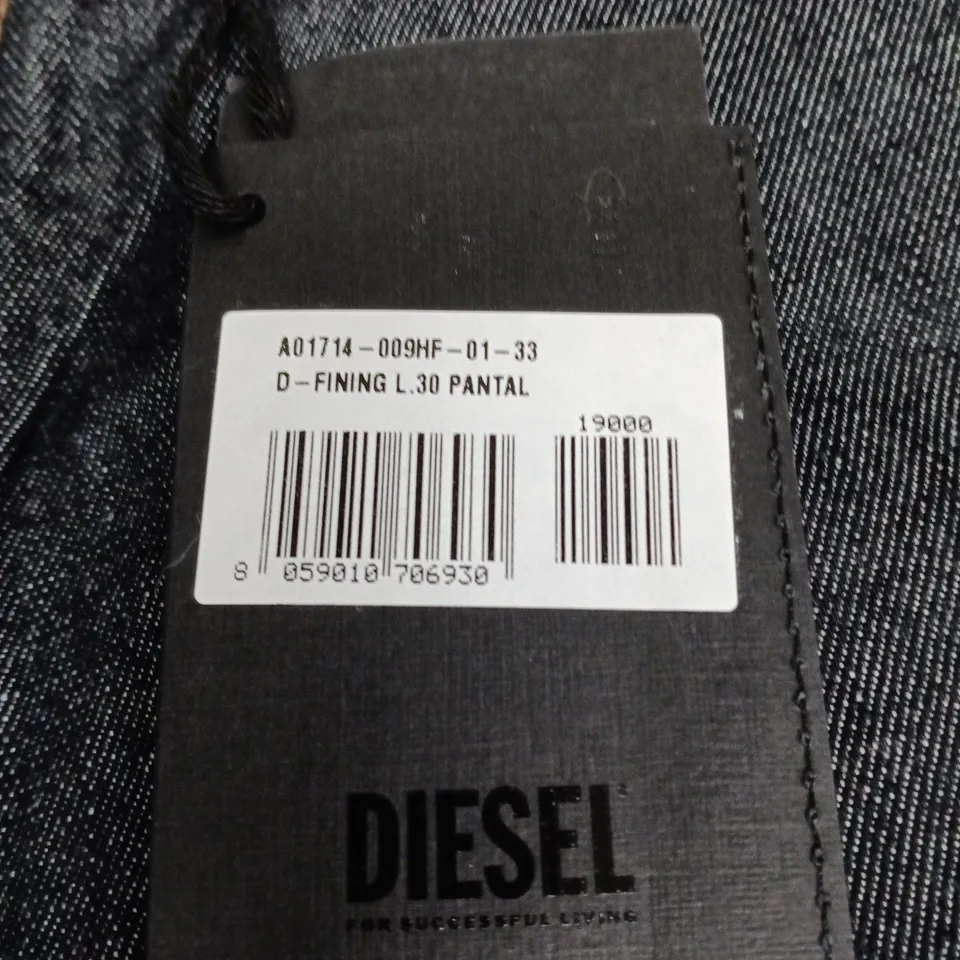 A01714-009HF-01-33
D-FINING L.30 PANTAL
19000
8 059010 706930
DIESEL
FOR SUCCESSFUL LIVING